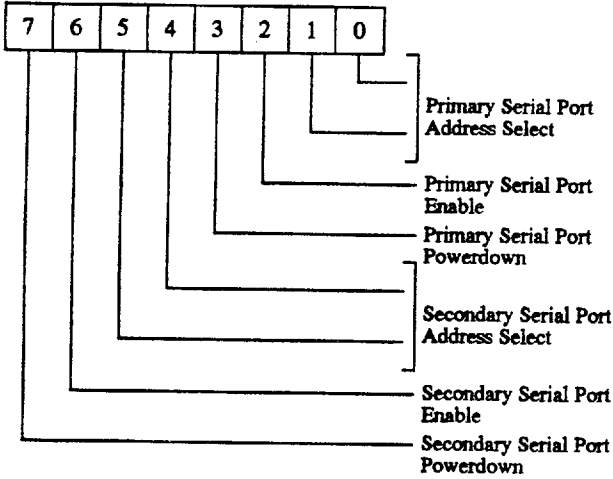 7 6 5 4 3 2 1 0
Primary Serial Port
Address Select
Primary Serial Port
Enable
Primary Serial Port
Powerdown
Secondary Serial Port
Address Select
Secondary Serial Port
Enable
Secondary Serial Port
Powerdown